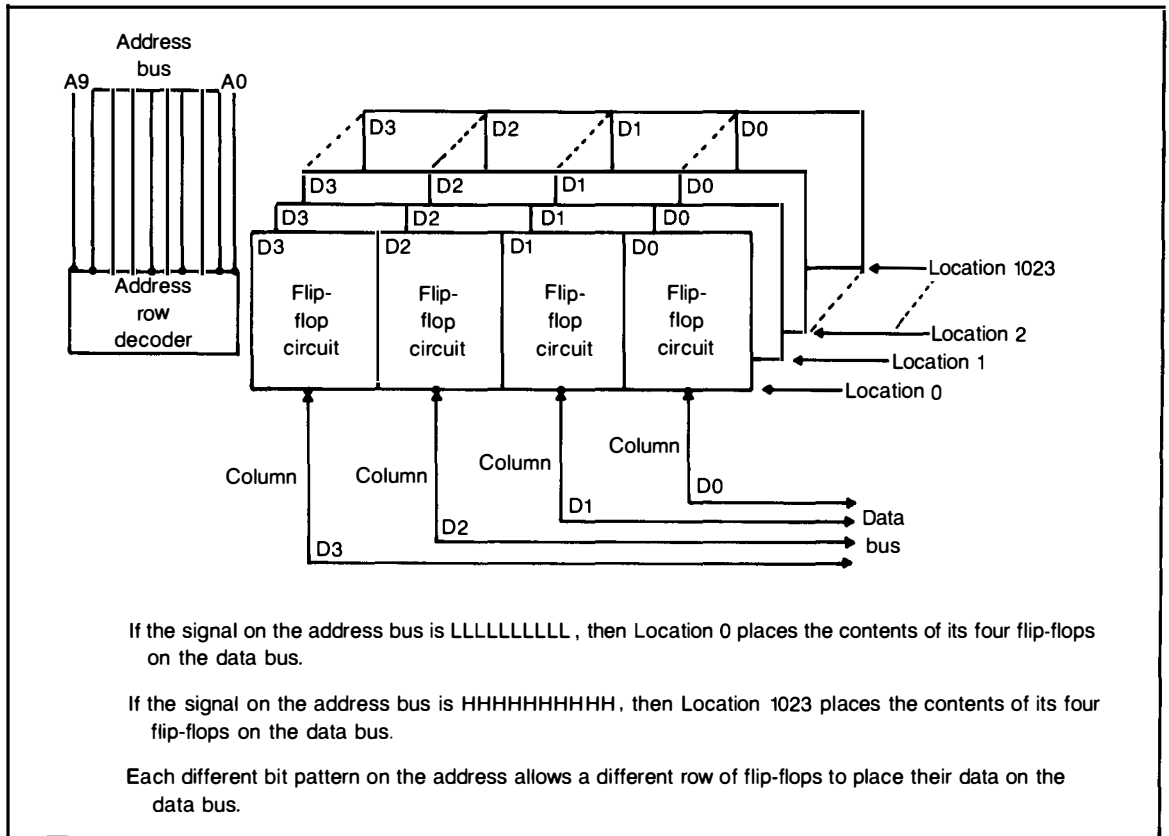 Address
bus
A9
A0
D3
D2
D1
D0
D3
D2
D1
D0
D3
D2
D1
D0
D3
D2
D1
D0
Address
row
decoder
Flip-
flop
circuit
Flip-
flop
circuit
Flip-
flop
circuit
Flip-
flop
circuit
Location 1023
Location 2
Location 1
Location 0
Column
Column
Column
Column
D0
D1
D2
D3
Data
bus
If the signal on the address bus is LLLLLLLLLL, then Location 0 places the contents of its four flip-flops
on the data bus.
If the signal on the address bus is HHHHHHHHHHH, then Location 1023 places the contents of its four
flip-flops on the data bus.
Each different bit pattern on the address allows a different row of flip-flops to place their data on the
data bus.